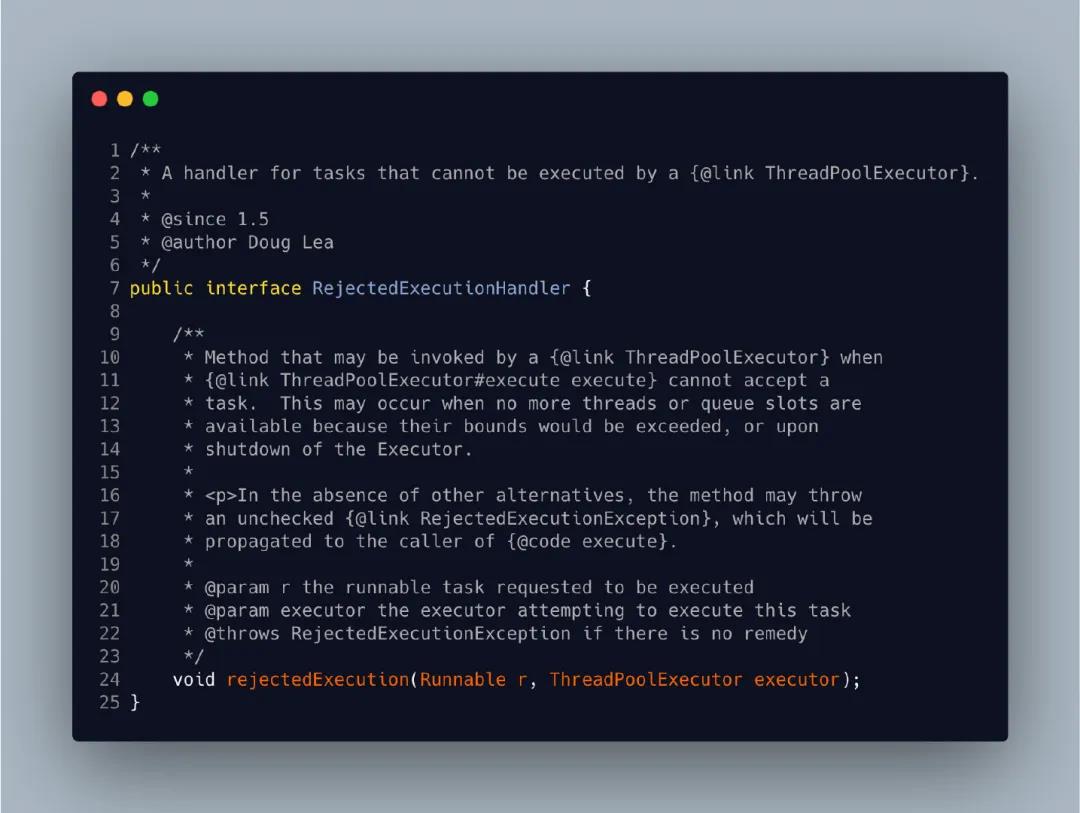 1 /**
2  * A handler for tasks that cannot be executed by a {@link ThreadPoolExecutor}.
3  *
4  * @since 1.5
5  * @author Doug Lea
6  */
7 public interface RejectedExecutionHandler {
8
9     /**
10      * Method that may be invoked by a {@link ThreadPoolExecutor} when
11      * {@link ThreadPoolExecutor#execute execute} cannot accept a
12      * task.  This may occur when no more threads or queue slots are
13      * available because their bounds would be exceeded, or upon
14      * shutdown of the Executor.
15      *
16      * <p>In the absence of other alternatives, the method may throw
17      * an unchecked {@link RejectedExecutionException}, which will be
18      * propagated to the caller of {@code execute}.
19      *
20      * @param r the runnable task requested to be executed
21      * @param executor the executor attempting to execute this task
22      * @throws RejectedExecutionException if there is no remedy
23      */
24     void rejectedExecution(Runnable r, ThreadPoolExecutor executor);
25 }